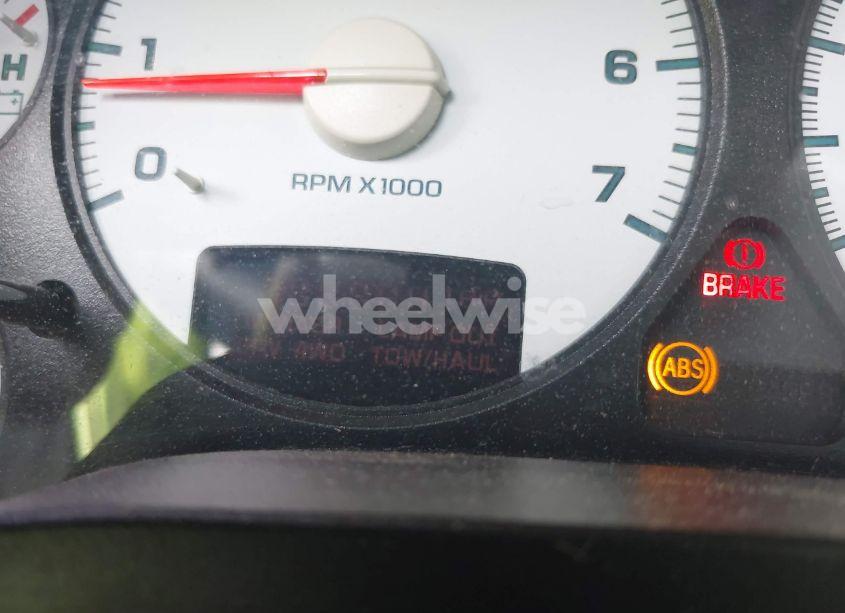 H
1
0
6
7
RPM X1000
wheelwise
4WD TOW/HAUL
BRAKE
ABS